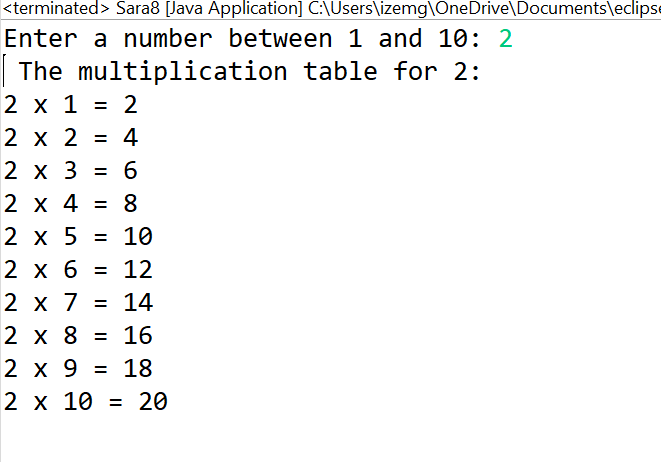 <terminated> Sara8 [Java Application] C:\Users\izemg\OneDrive\Documents\eclipse
Enter a number between 1 and 10: 2
The multiplication table for 2:
2 x 1 = 2
2 x 2 = 4
2 x 3 = 6
2 x 4 = 8
2 x 5 = 10
2 x 6 = 12
2 x 7 = 14
2 x 8 = 16
2 x 9 = 18
2 x 10 = 20